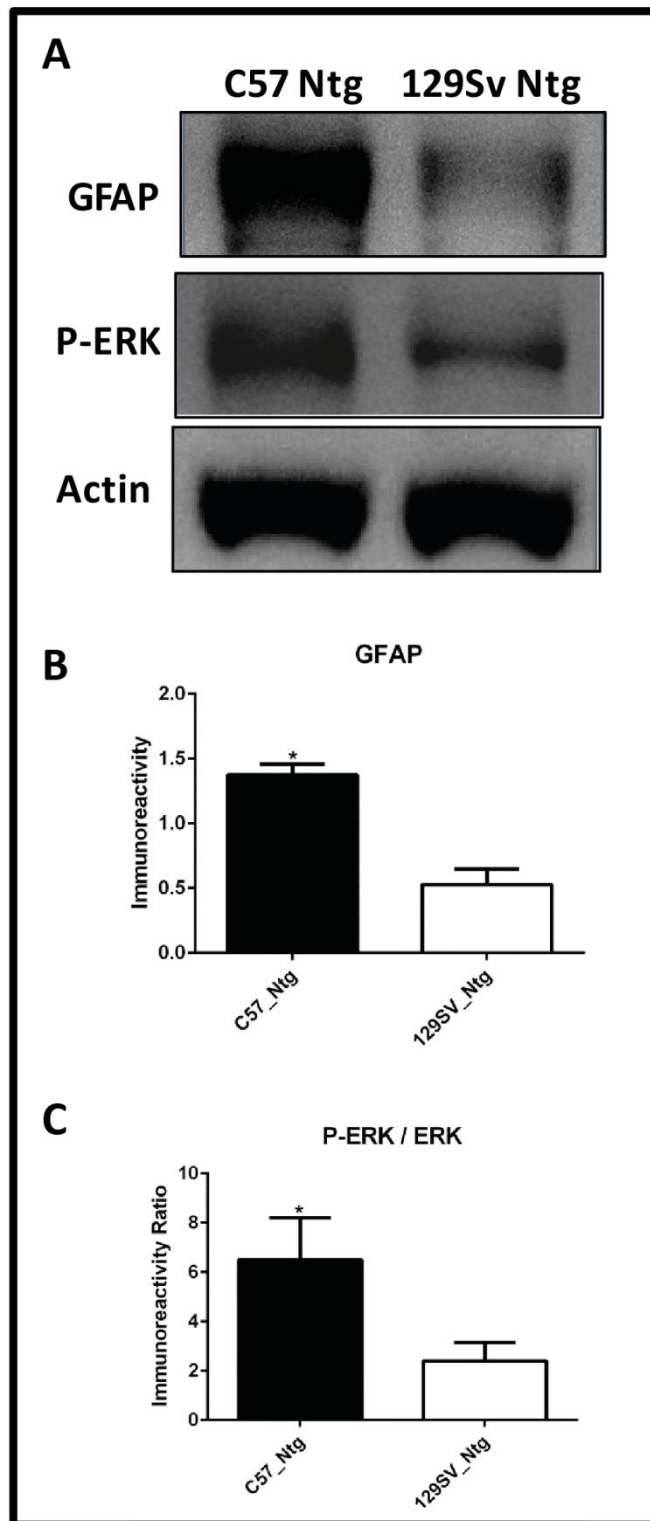 A
C57 Ntg 129Sv Ntg
GFAP
P-ERK
Actin
B
GFAP
Immunoreactivity
2.0
1.5
1.0
0.5
0.0
*
C57_Ntg
129SV_Ntg
C
P-ERK / ERK
Immunoreactivity Ratio
10
8
6
4
2
0
*
C57_Ntg
129SV_Ntg